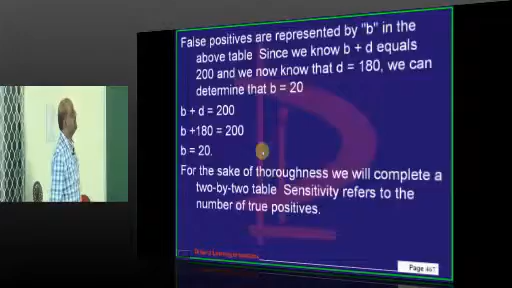 False positives are represented by "b" in the
above table Since we know b + d equals
200 and we now know that d = 180, we can
determine that b = 20
b + d = 200
b +180 = 200
b = 20.
For the sake of thoroughness we will complete a
two-by-two table Sensitivity refers to the
number of true positives.
Page 467